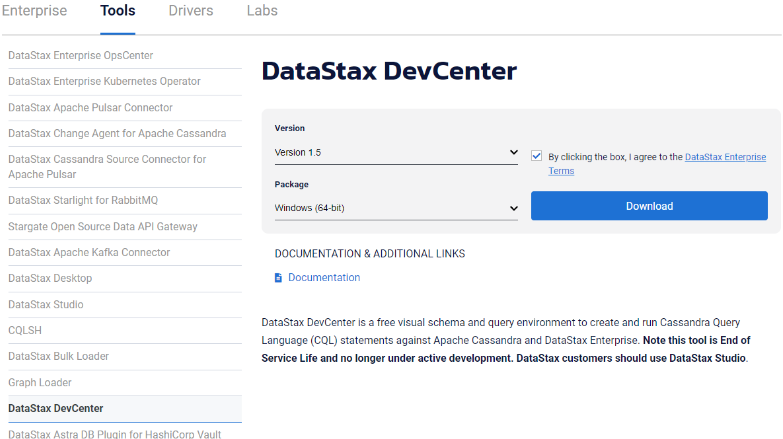 Enterprise
Tools
Drivers
Labs
DataStax Enterprise OpsCenter
DataStax Enterprise Kubernetes Operator
DataStax Apache Pulsar Connector
DataStax Change Agent for Apache Cassandra
DataStax Cassandra Source Connector for
Apache Pulsar
DataStax Starlight for RabbitMQ
Stargate Open Source Data API Gateway
DataStax Apache Kafka Connector
DataStax Desktop
DataStax Studio
CQLSH
DataStax Bulk Loader
Graph Loader
DataStax DevCenter
DataStax Astra DB Plugin for HashiCorp Vault
DataStax DevCenter
Version
Version 1.5
Package
Windows (64-bit)
By clicking the box, I agree to the DataStax Enterprise
Terms
Download
DOCUMENTATION & ADDITIONAL LINKS
Documentation
DataStax DevCenter is a free visual schema and query environment to create and run Cassandra Query
Language (CQL) statements against Apache Cassandra and DataStax Enterprise. Note this tool is End of
Service Life and no longer under active development. DataStax customers should use DataStax Studio.